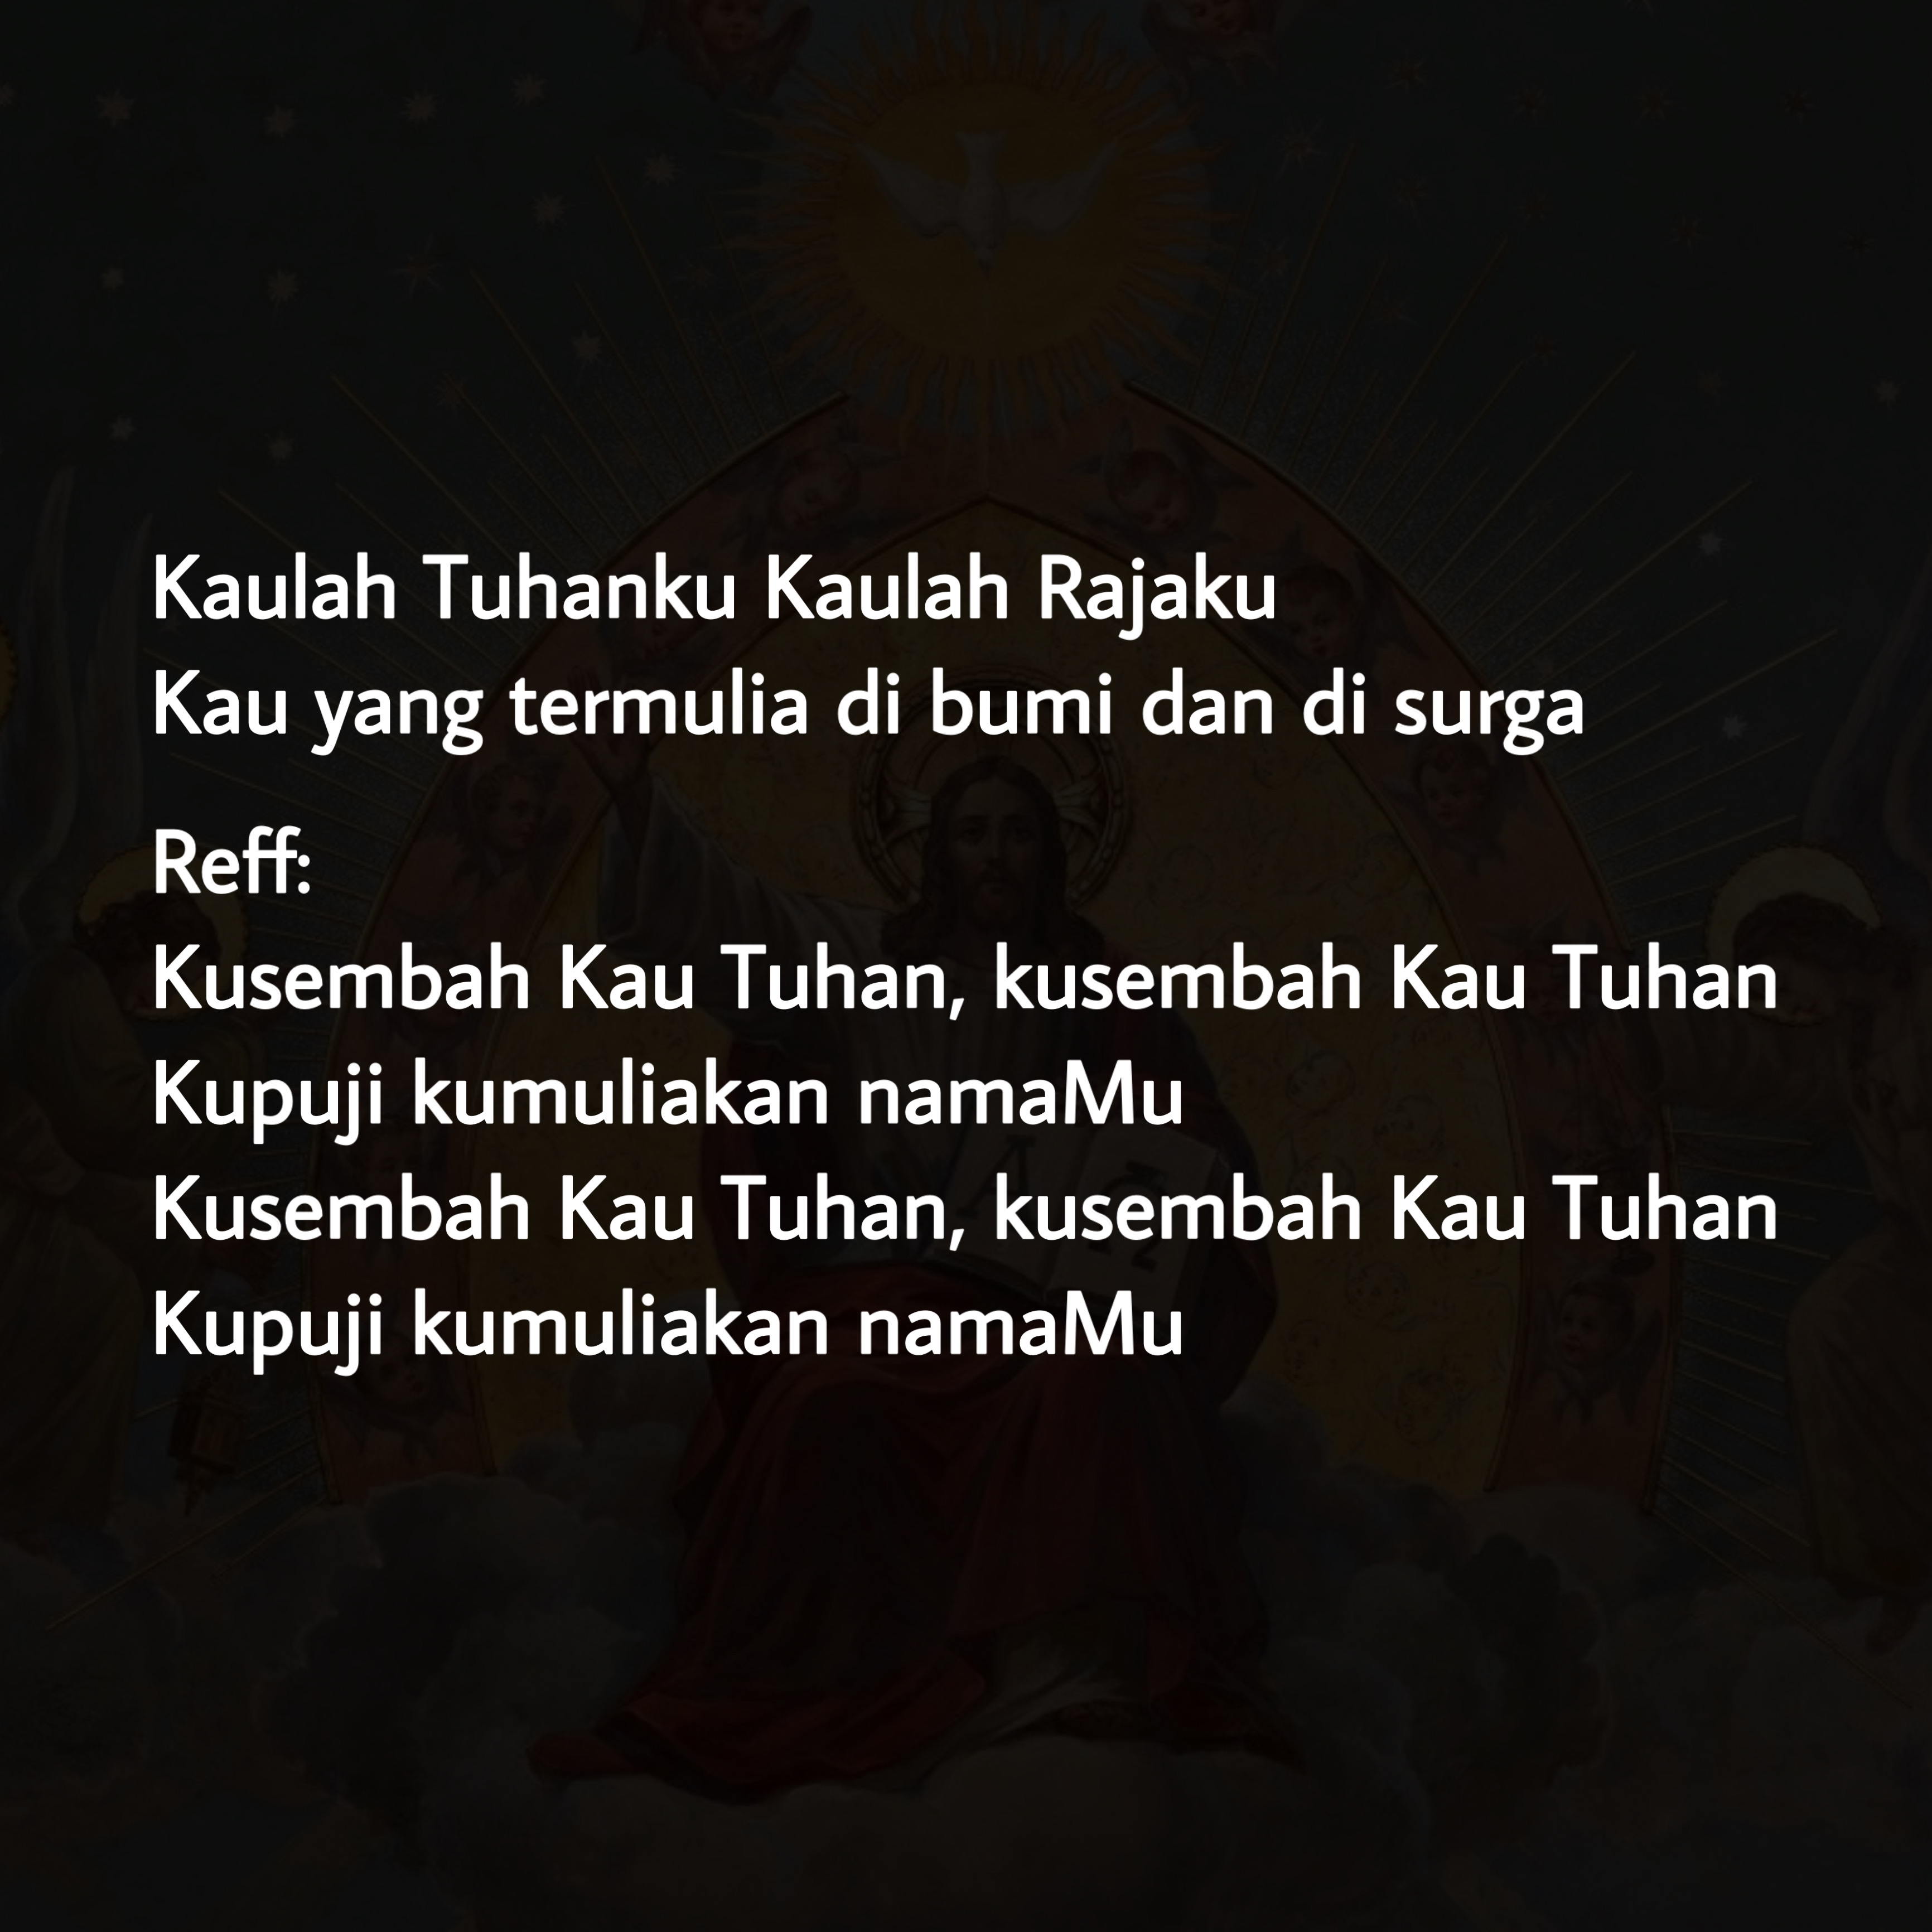 Kaulah Tuhanku Kaulah Rajaku
Kau yang termulia di bumi dan di surga
Reff:
Kusembah Kau Tuhan, kusembah Kau Tuhan
Kupuji kumuliakan namaMu
Kusembah Kau Tuhan, kusembah Kau Tuhan
Kupuji kumuliakan namaMu
Α
Ω